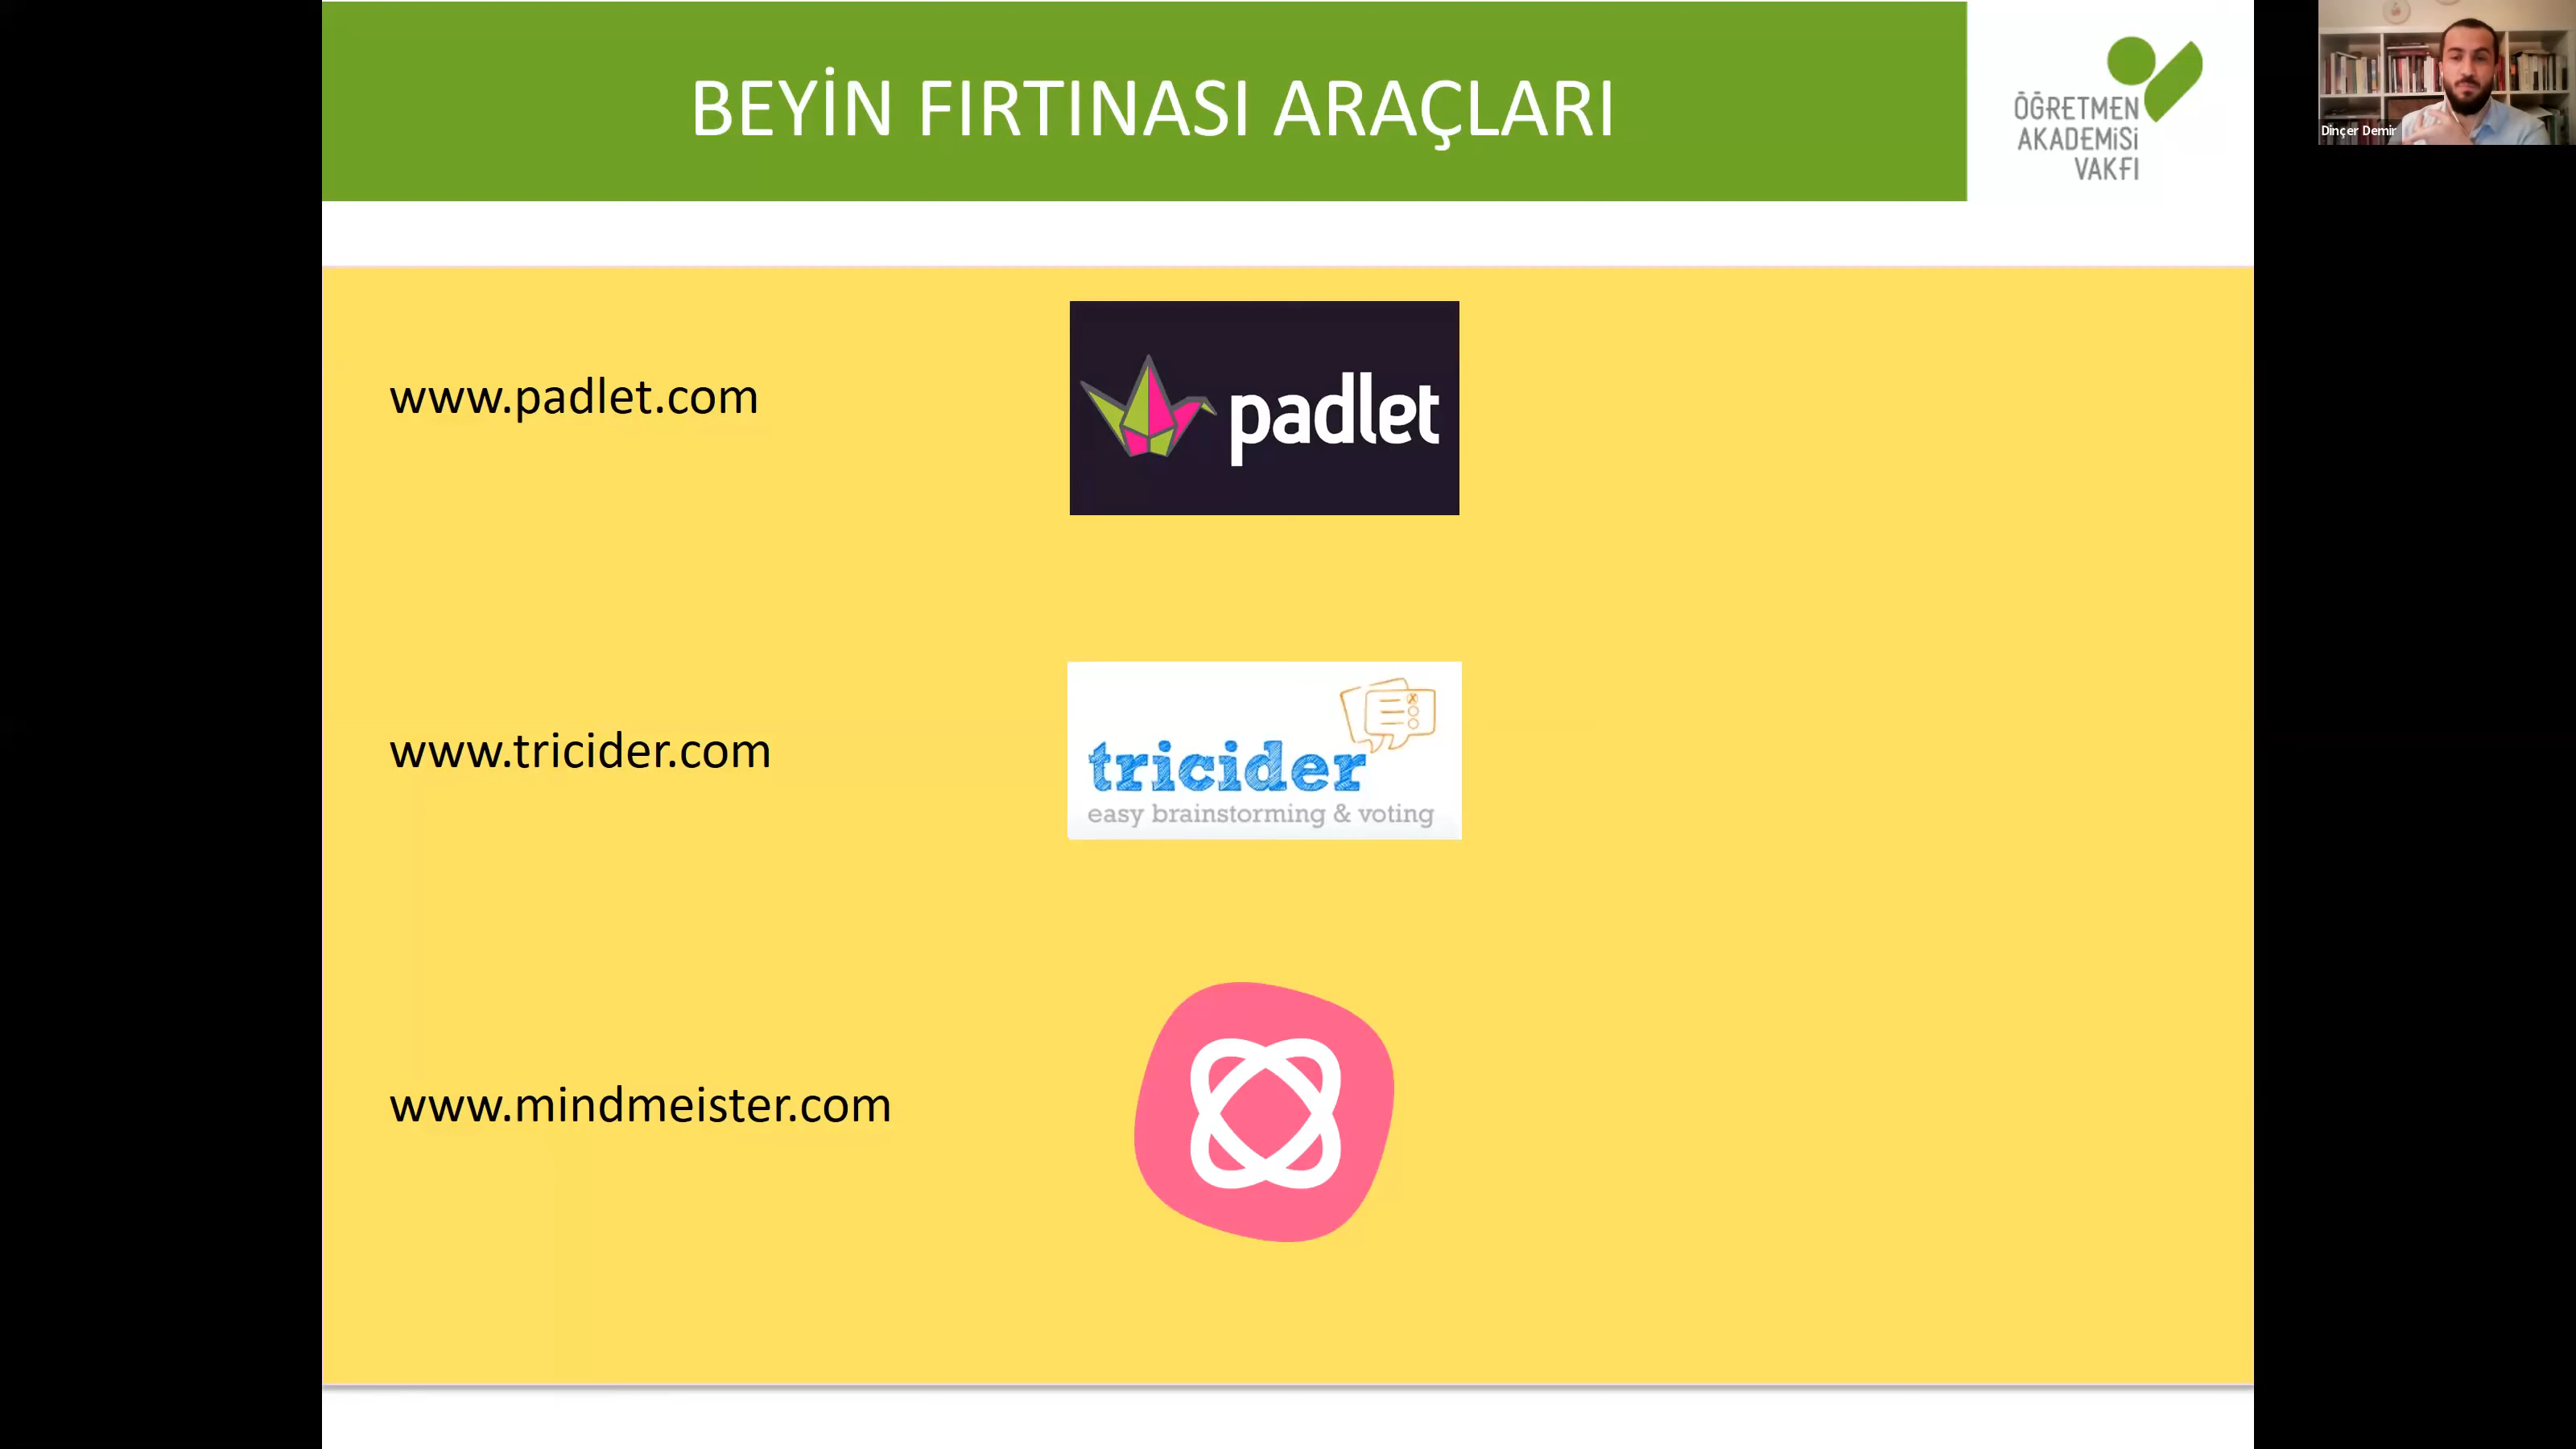 BEYİN FIRTINASI ARAÇLARI
ÖĞRETMEN
AKADEMİSİ
VAKFI
Dinçer Demir
www.padlet.com
padlet
www.tricider.com
tricider
easy brainstorming & voting
www.mindmeister.com